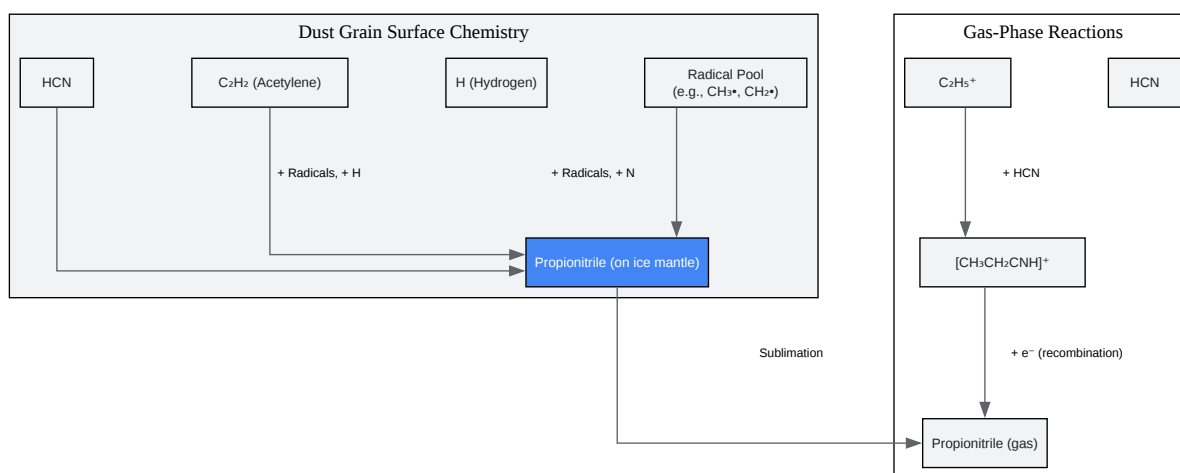 Dust Grain Surface Chemistry
Gas-Phase Reactions
HCN
C₂H₂ (Acetylene)
H (Hydrogen)
Radical Pool
(e.g., CH₃•, CH₂•)
C₂H₅⁺
HCN
+ Radicals, + H
+ Radicals, + N
+ HCN
Propionitrile (on ice mantle)
[CH₃CH₂CNH]⁺
Sublimation
+ e⁻ (recombination)
Propionitrile (gas)